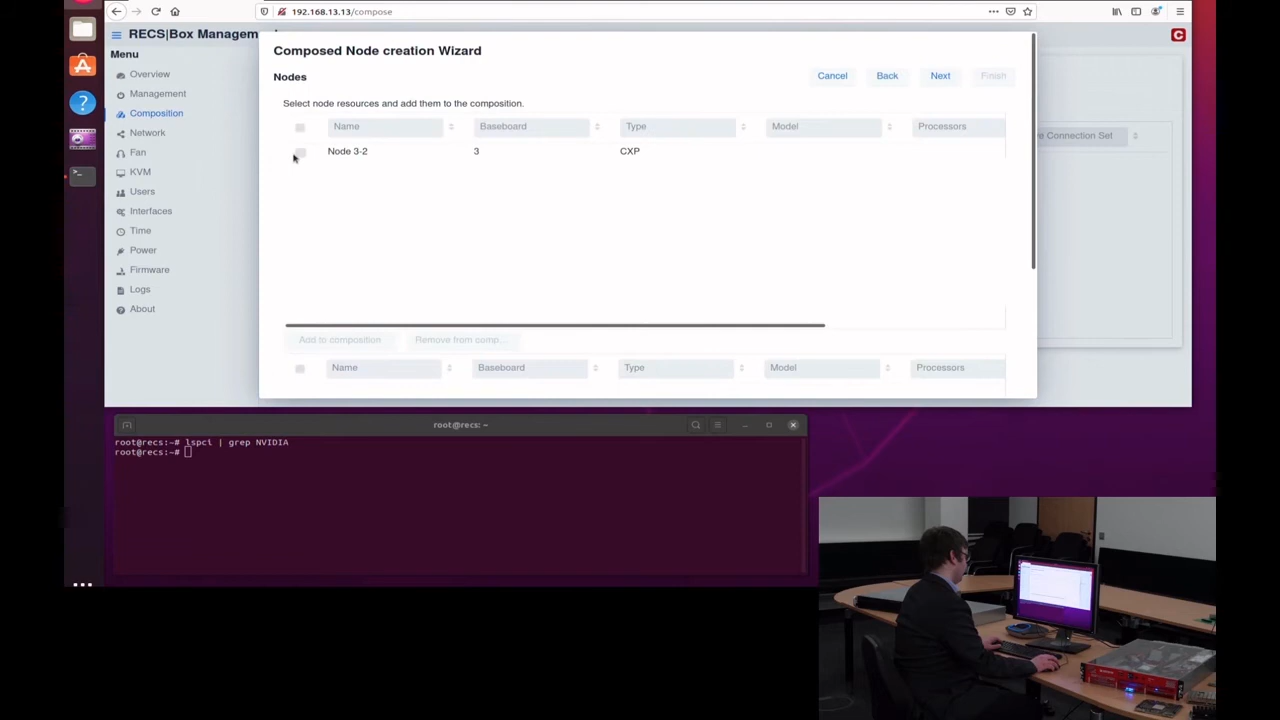 192.168.13.13/compose
RECS|Box Managem
Menu
Overview
Management
Composition
Network
Fan
KVM
Users
Interfaces
Time
Power
Firmware
Logs
About
Composed Node creation Wizard
Nodes
Cancel Back Next Finish
Select node resources and add them to the composition.
Name Baseboard Type Model Processors
Node 3-2 3 CXP
Add to composition Remove from comp...
Name Baseboard Type Model Processors
Connection Set
root@recs: ~
root@recs:~# lspci | grep NVIDIA
root@recs:~#